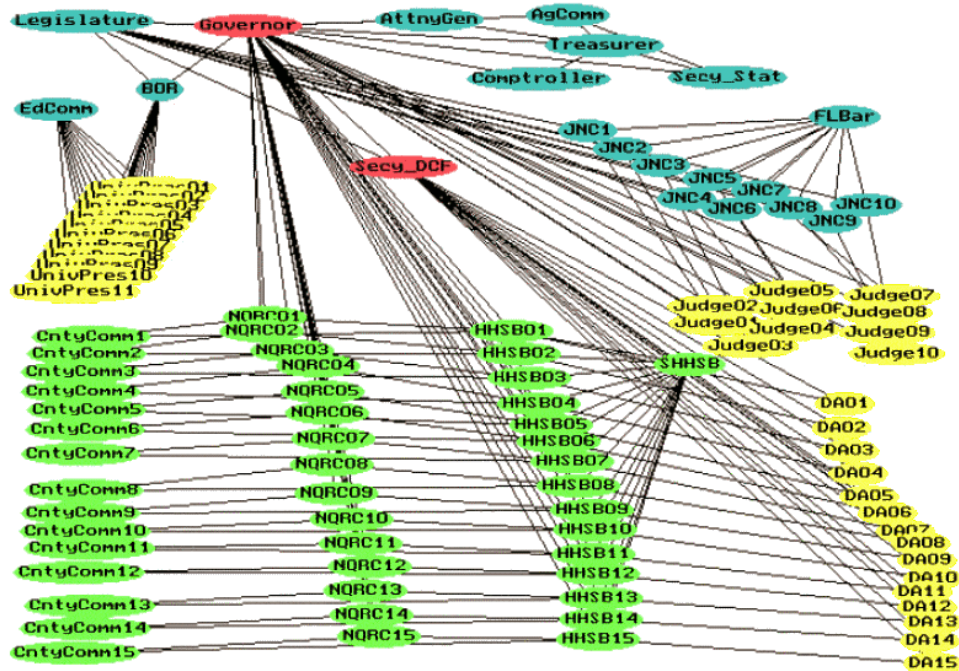 Legislature
Governor
AttnyGen
AgComm
Treasurer
Comptroller
Secy_Stat
BOR
EdComm
FLBar
JNC1
JNC2
JNC3
JNC5
JNC4
JNC7
JNC6
JNC8
JNC10
JNC9
Secy_DCF
UnivPres10
UnivPres11
Judge05
Judge07
Judge02
Judge06
Judge08
Judge04
Judge09
Judge03
Judge10
NQRC01
NQRC02
NQRC03
NQRC04
NQRC05
NQRC06
NQRC07
NQRC08
NQRC09
NQRC10
NQRC11
NQRC12
NQRC13
NQRC14
NQRC15
CntyComm1
CntyComm2
CntyComm3
CntyComm4
CntyComm5
CntyComm6
CntyComm7
CntyComm8
CntyComm9
CntyComm10
CntyComm11
CntyComm12
CntyComm13
CntyComm14
CntyComm15
HHSB01
HHSB02
HHSB03
HHSB04
HHSB05
HHSB06
HHSB07
HHSB08
HHSB09
HHSB10
HHSB11
HHSB12
HHSB13
HHSB14
HHSB15
SHHSB
DA01
DA02
DA03
DA04
DA05
DA06
DA07
DA08
DA09
DA10
DA11
DA12
DA13
DA14
DA15